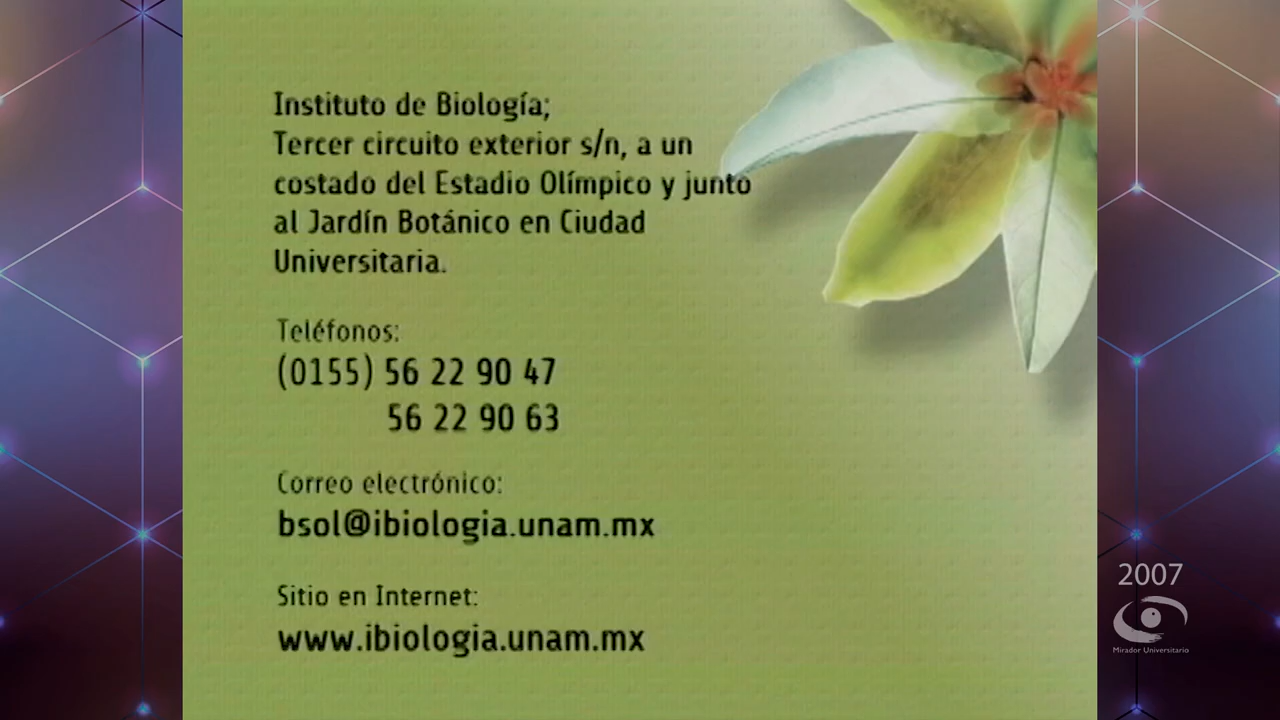 Instituto de Biología;
Tercer circuito exterior s/n, a un
costado del Estadio Olímpico y junto
al Jardín Botánico en Ciudad
Universitaria.
Teléfonos:
(0155) 56 22 90 47
56 22 90 63
Correo electrónico:
bsol@ibiologia.unam.mx
Sitio en Internet:
www.ibiologia.unam.mx
2007
Mirador Universitario